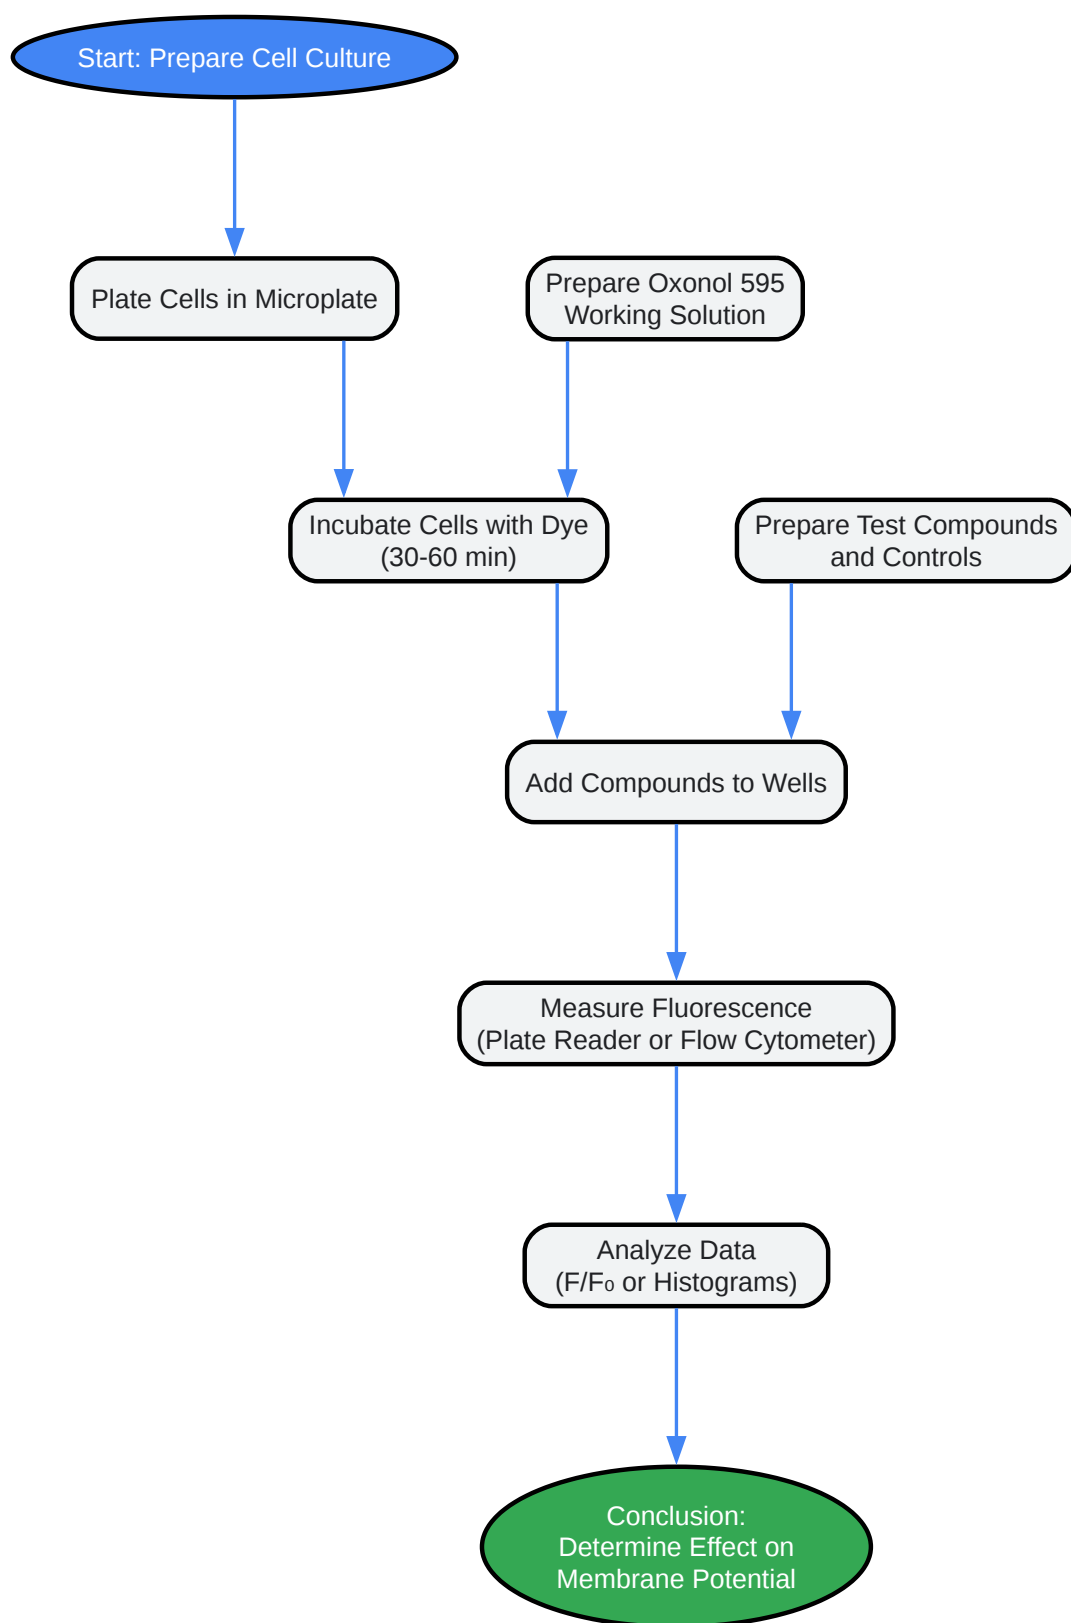 Start: Prepare Cell Culture
Plate Cells in Microplate
Prepare Oxonol 595
Working Solution
Incubate Cells with Dye
(30-60 min)
Prepare Test Compounds
and Controls
Add Compounds to Wells
Measure Fluorescence
(Plate Reader or Flow Cytometer)
Analyze Data
(F/F₀ or Histograms)
Conclusion:
Determine Effect on
Membrane Potential